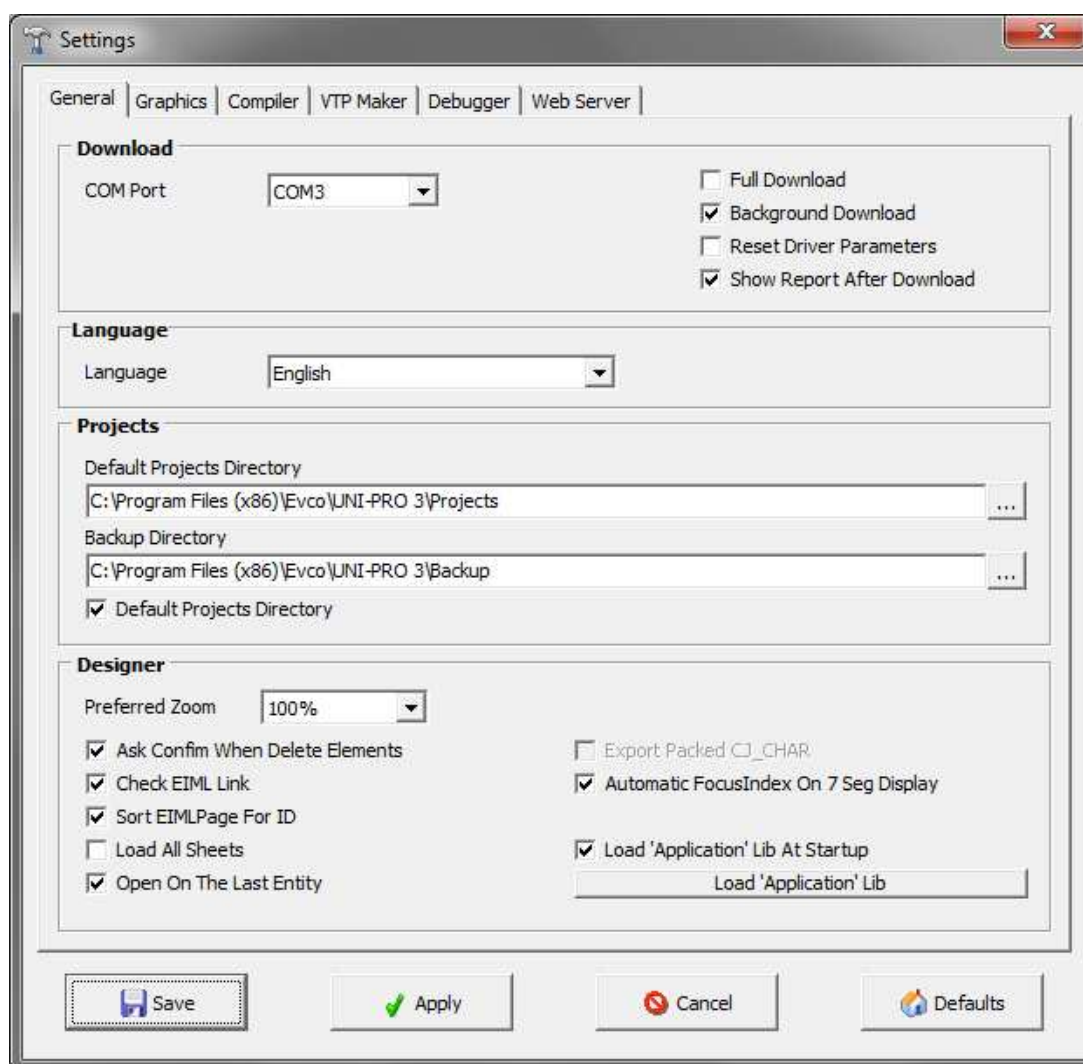 Settings
General Graphics Compiler VTP Maker Debugger Web Server
Download
COM Port COM3
Full Download
Background Download
Reset Driver Parameters
Show Report After Download
Language
Language English
Projects
Default Projects Directory
C:\Program Files (x86)\Evco\UNI-PRO 3\Projects ...
Backup Directory
C:\Program Files (x86)\Evco\UNI-PRO 3\Backup ...
Default Projects Directory
Designer
Preferred Zoom 100%
Ask Confim When Delete Elements Export Packed CJ_CHAR
Check EIML Link Automatic FocusIndex On 7 Seg Display
Sort EIMLPage For ID
Load All Sheets Load 'Application' Lib At Startup
Open On The Last Entity Load 'Application' Lib
Save Apply Cancel Defaults